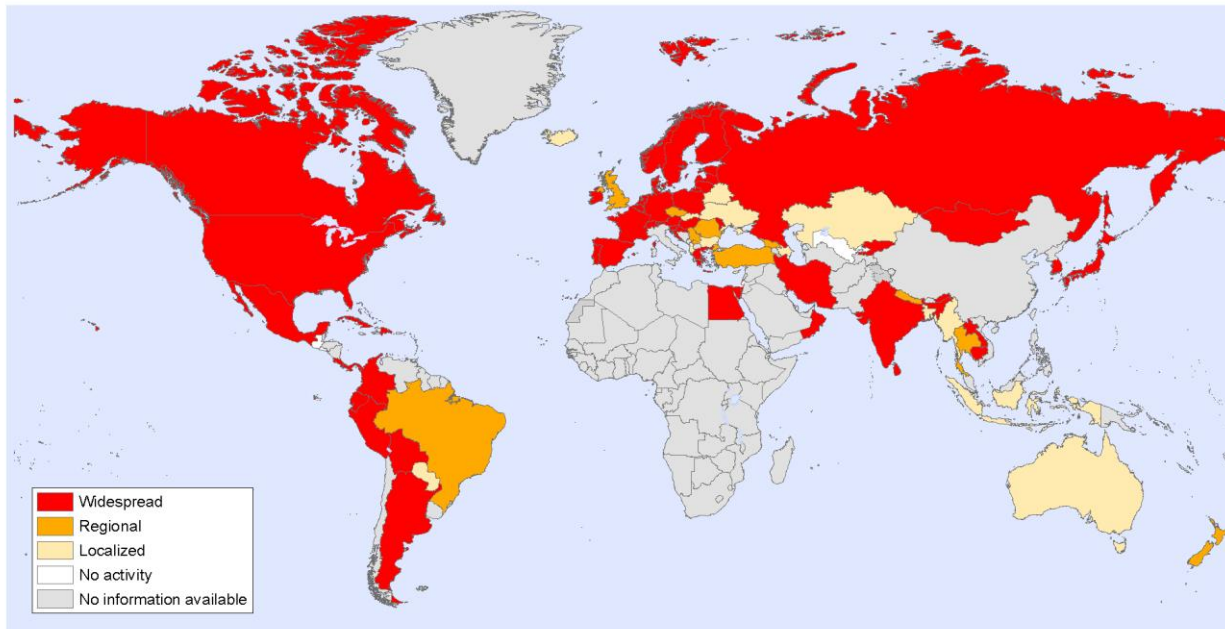 Widespread
Regional
Localized
No activity
No information available